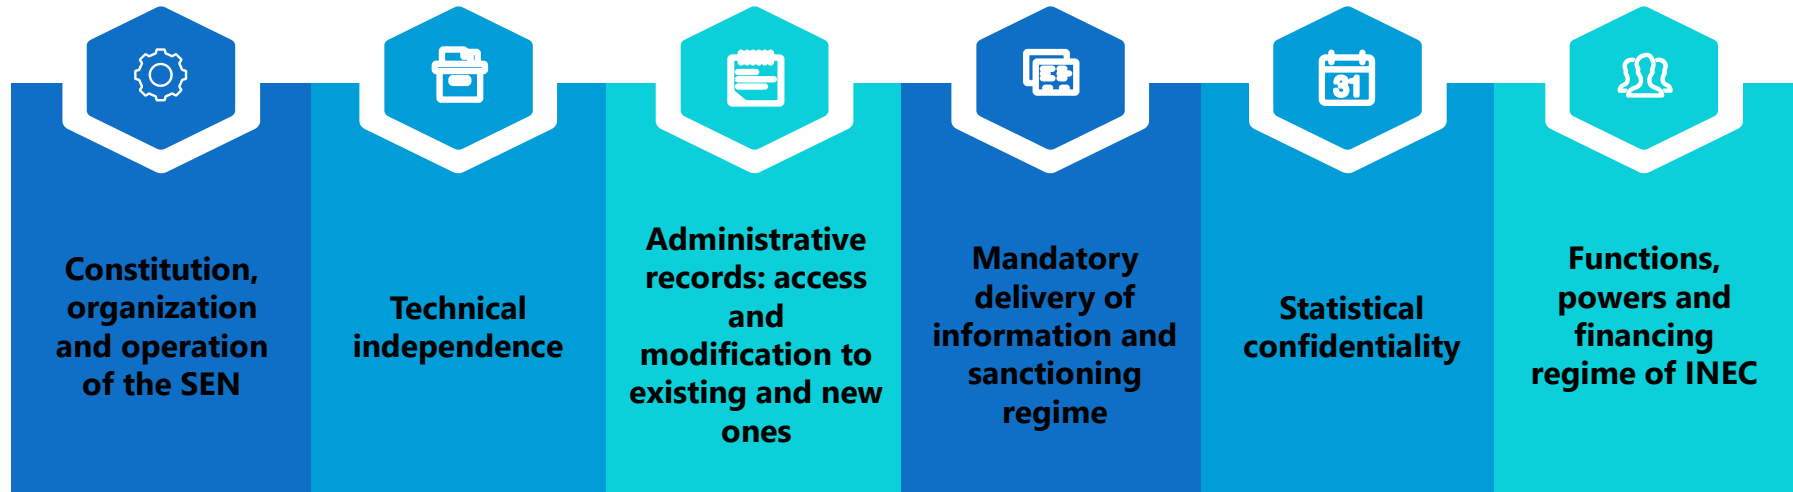 Constitution,
organization
and operation
of the SEN
Technical
independence
Administrative
records: access
and
modification to
existing and new
ones
Mandatory
delivery of
information and
sanctioning
regime
31
Statistical
confidentiality
Functions,
powers and
financing
regime of INEC